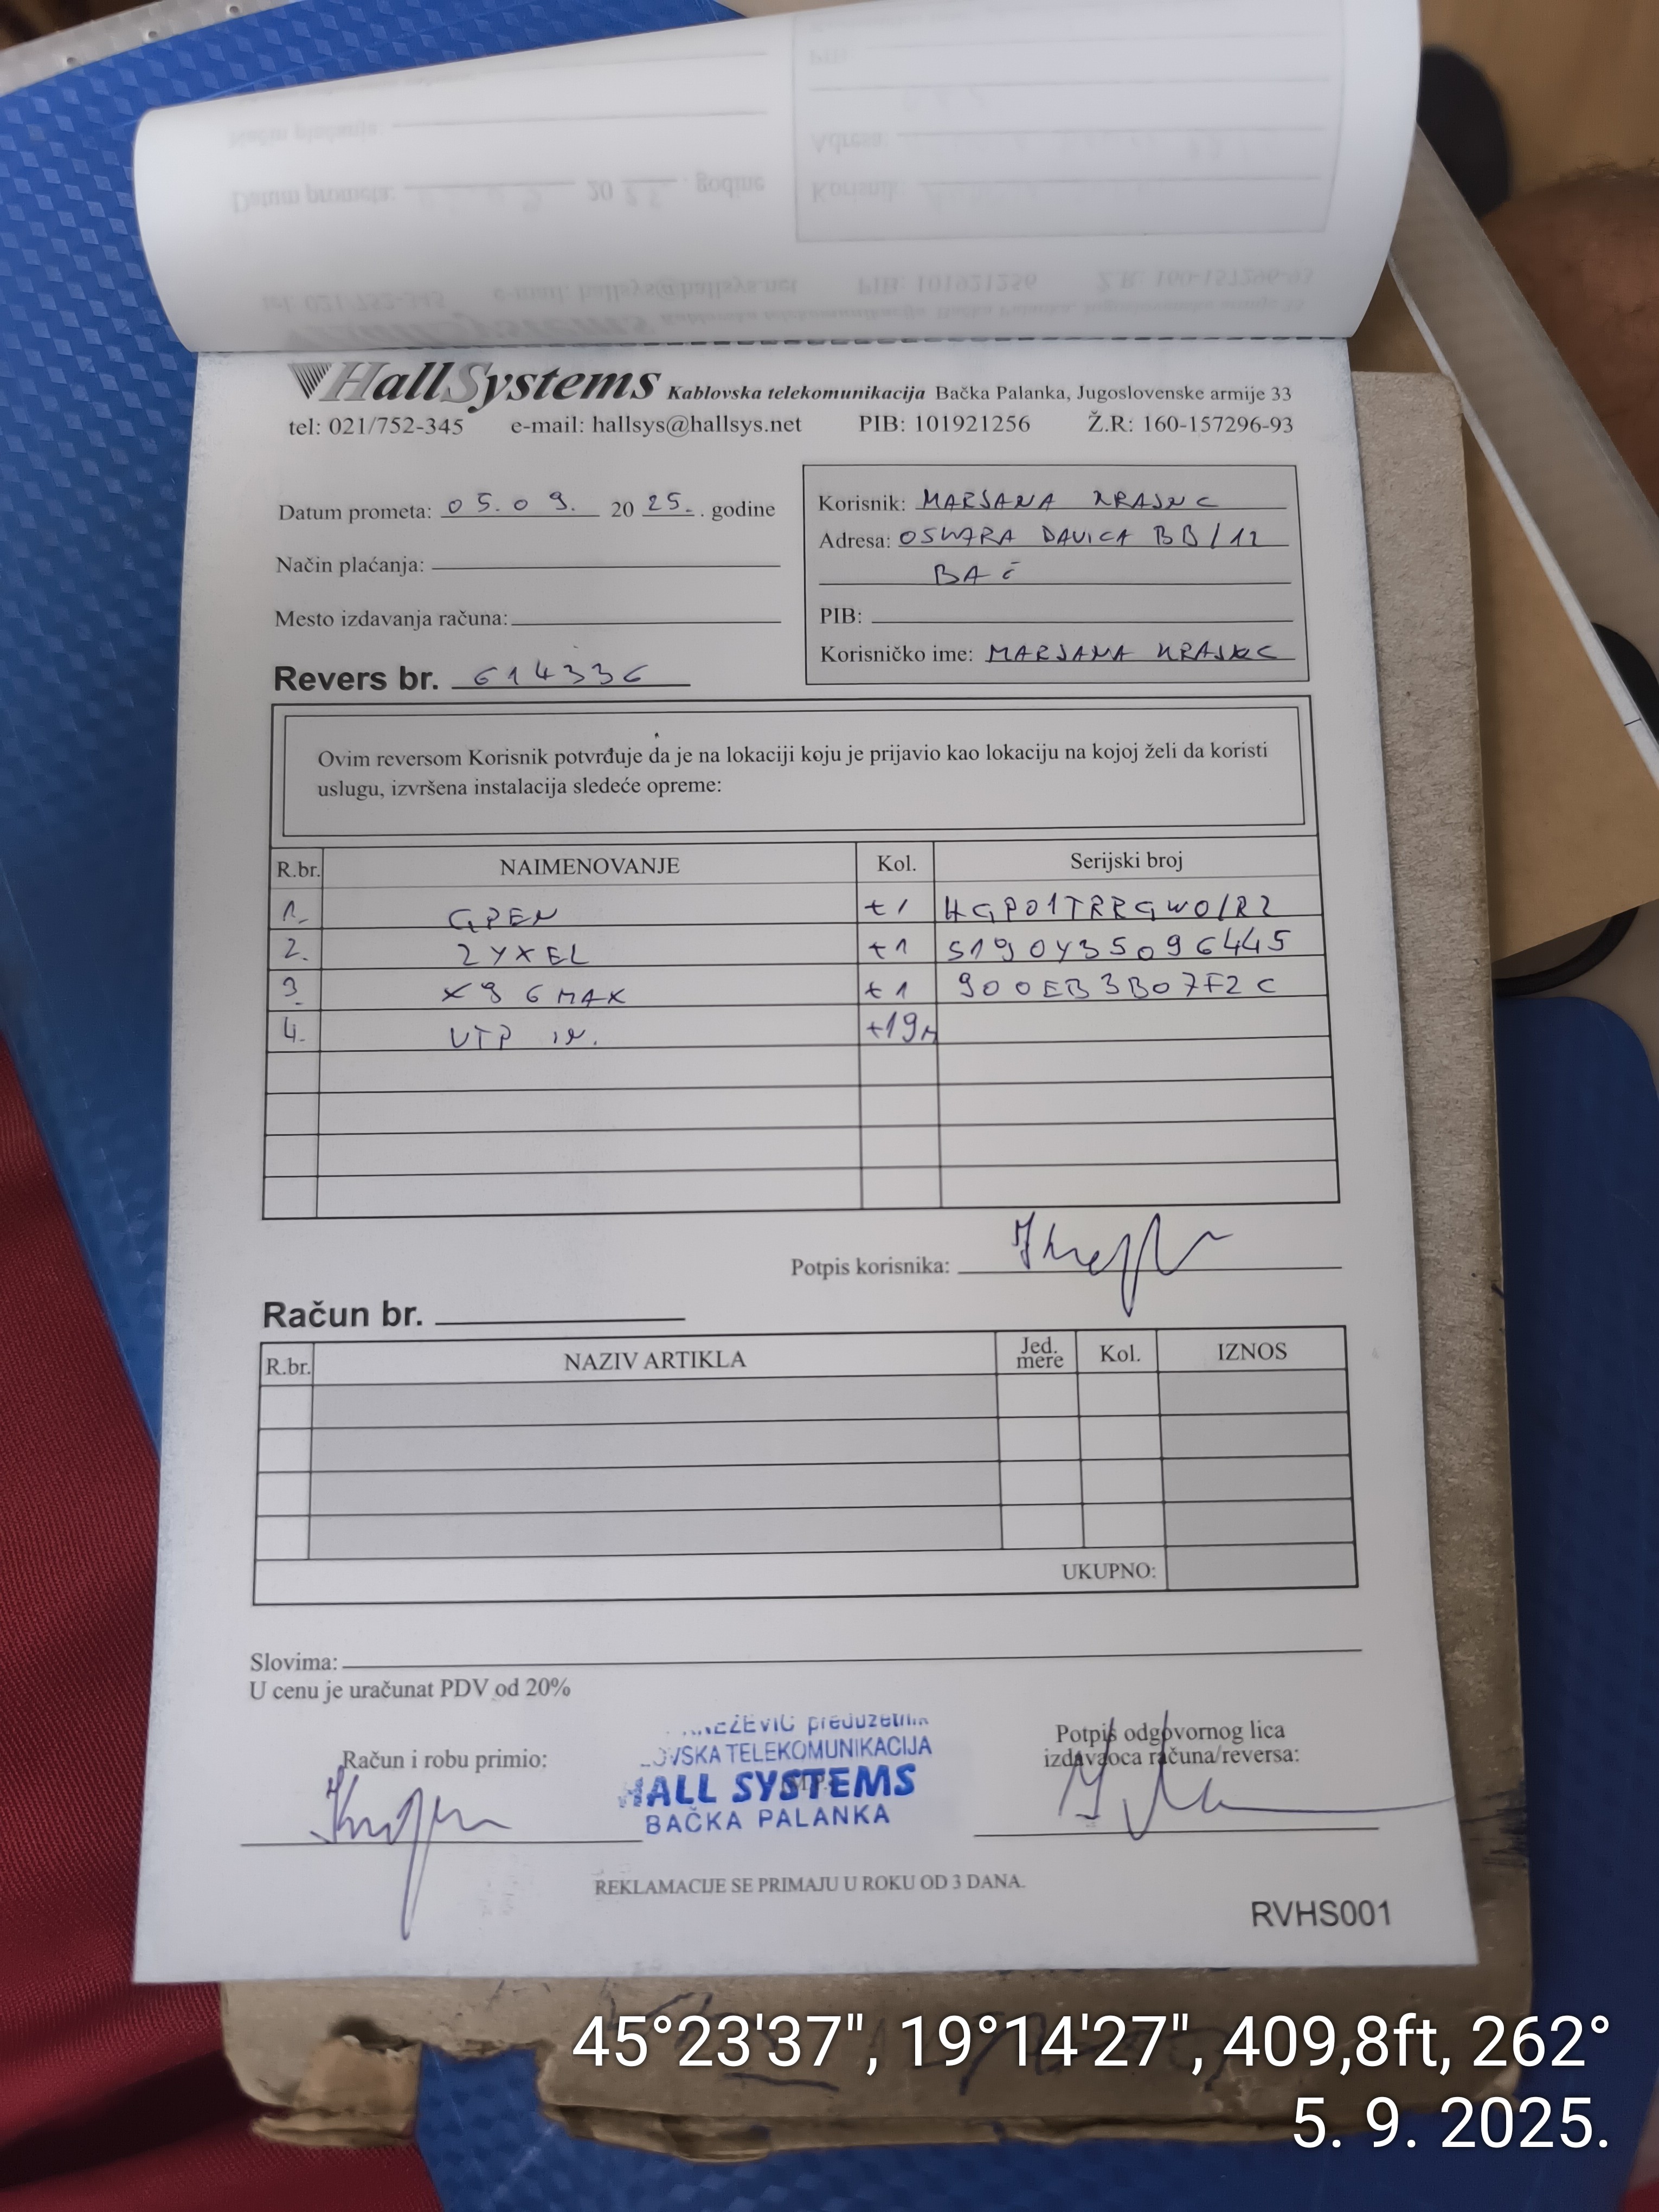 HallSystems Kablovska telekomunikacija Bačka Palanka, Jugoslovenske armije 33
tel: 021/752-345 e-mail: hallsys@hallsys.net PIB: 101921256 Ž.R: 160-157296-93
Datum prometa: 05.09. 20 25. . godine
Način plaćanja:
Mesto izdavanja računa:
Revers br. 614336
Korisnik: MARJANA KRAJNC
Adresa: OSKARA DAVIČA BB/12
BAČ
PIB:
Korisničko ime: MARJANA KRAJNC
Ovim reversom Korisnik potvrđuje da je na lokaciji koju je prijavio kao lokaciju na kojoj želi da koristi
uslugu, izvršena instalacija sledeće opreme:
R.br. NAIMENOVANJE Kol. Serijski broj
1. GPEN +1 HGP01TRRGW0/R2
2. ZYXEL +1 S190Y35096445
3. X96MAX +1 900EB3B07F2C
4. UTP IN. +19m
Potpis korisnika:
Račun br.
R.br. NAZIV ARTIKLA Jed. mere Kol. IZNOS
UKUPNO:
Slovima:
U cenu je uračunat PDV od 20%
Račun i robu primio:
preduzetnik
TELEKOMUNIKACIJA
HALL SYSTEMS
BAČKA PALANKA
Potpis odgovornog lica
izdavaoca računa/reversa:
REKLAMACIJE SE PRIMAJU U ROKU OD 3 DANA.
RVHS001
45°23'37", 19°14'27", 409,8ft, 262°
5. 9. 2025.